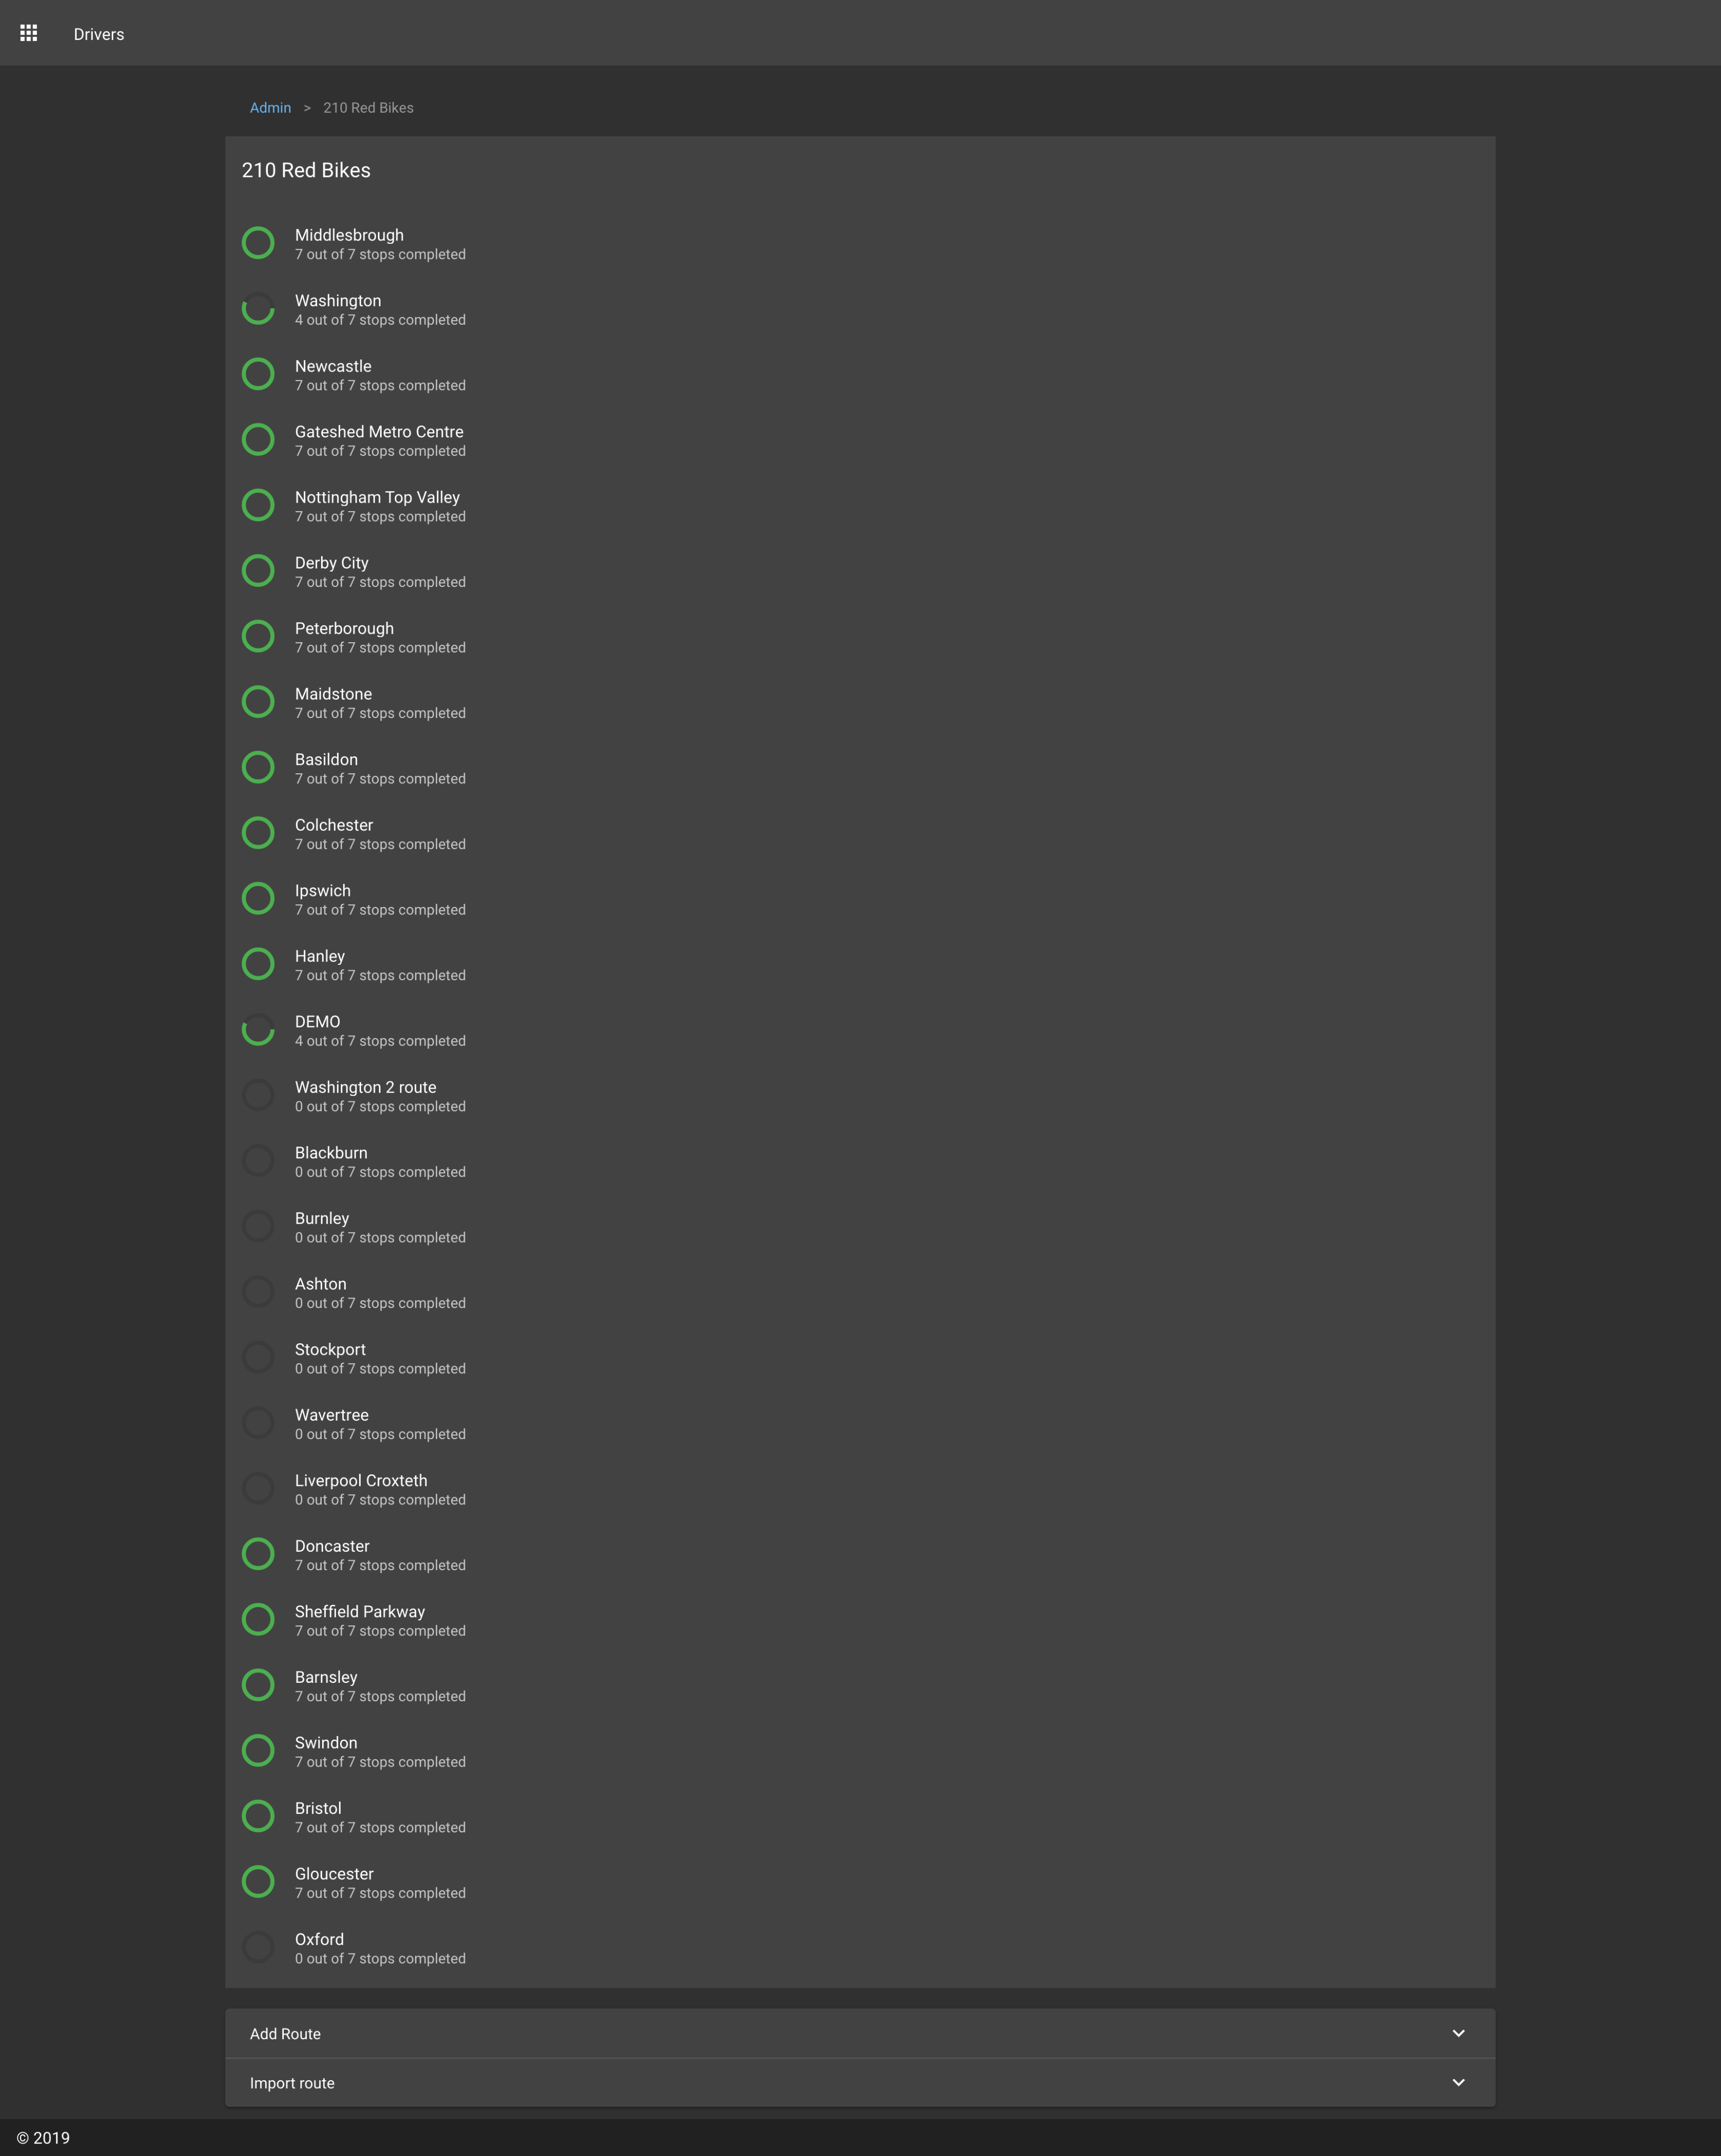 Drivers
Admin > 210 Red Bikes
210 Red Bikes
Middlesbrough
7 out of 7 stops completed
Washington
4 out of 7 stops completed
Newcastle
7 out of 7 stops completed
Gateshed Metro Centre
7 out of 7 stops completed
Nottingham Top Valley
7 out of 7 stops completed
Derby City
7 out of 7 stops completed
Peterborough
7 out of 7 stops completed
Maidstone
7 out of 7 stops completed
Basildon
7 out of 7 stops completed
Colchester
7 out of 7 stops completed
Ipswich
7 out of 7 stops completed
Hanley
7 out of 7 stops completed
DEMO
4 out of 7 stops completed
Washington 2 route
0 out of 7 stops completed
Blackburn
0 out of 7 stops completed
Burnley
0 out of 7 stops completed
Ashton
0 out of 7 stops completed
Stockport
0 out of 7 stops completed
Wavertree
0 out of 7 stops completed
Liverpool Croxteth
0 out of 7 stops completed
Doncaster
7 out of 7 stops completed
Sheffield Parkway
7 out of 7 stops completed
Barnsley
7 out of 7 stops completed
Swindon
7 out of 7 stops completed
Bristol
7 out of 7 stops completed
Gloucester
7 out of 7 stops completed
Oxford
0 out of 7 stops completed
Add Route
Import route
© 2019